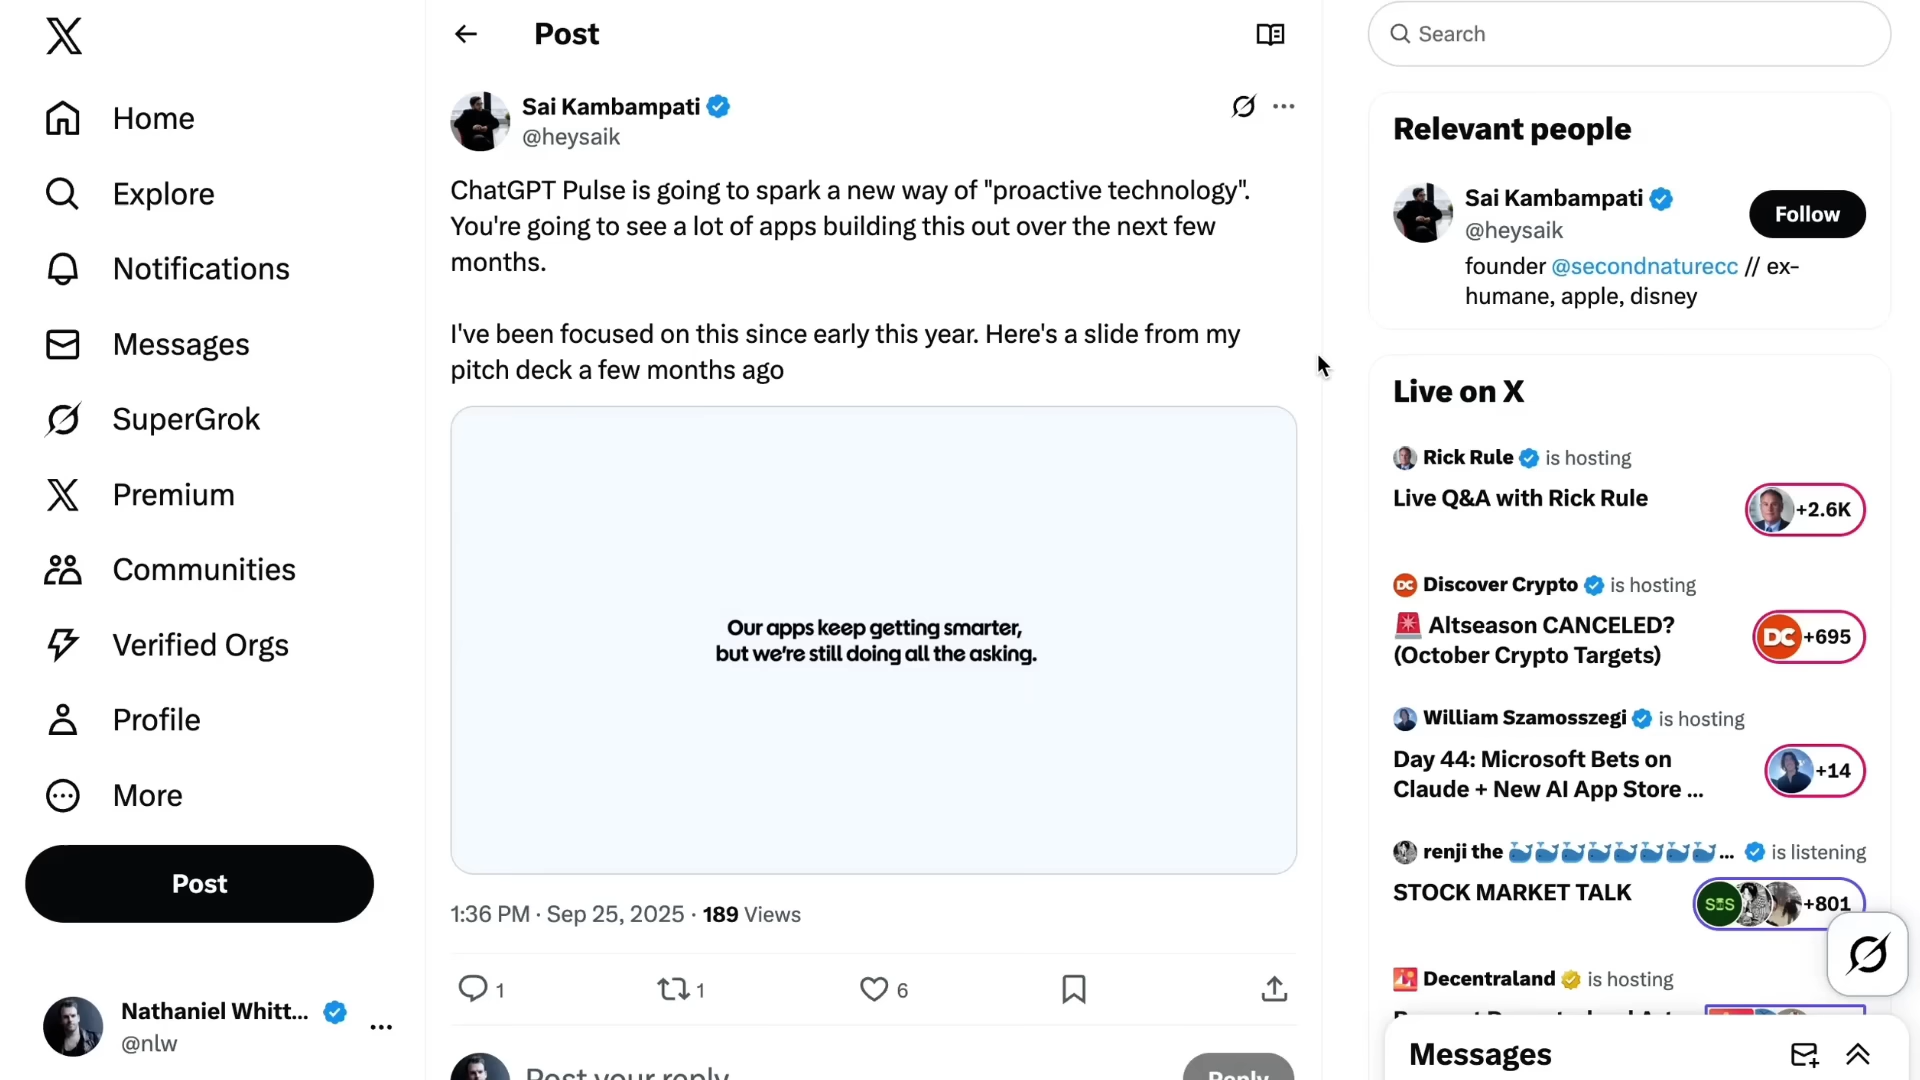 Home
Explore
Notifications
Messages
SuperGrok
Premium
Communities
Verified Orgs
Profile
More
Post
Nathaniel Whitt...
@nlw
Post
Sai Kambampati
@heysaik
ChatGPT Pulse is going to spark a new way of "proactive technology".
You're going to see a lot of apps building this out over the next few
months.
I've been focused on this since early this year. Here's a slide from my
pitch deck a few months ago
Our apps keep getting smarter,
but we're still doing all the asking.
1:36 PM · Sep 25, 2025 · 189 Views
1
1
6
Post your reply
Reply
Search
Relevant people
Sai Kambampati
@heysaik
Follow
founder @secondnaturecc // ex-
humane, apple, disney
Live on X
Rick Rule is hosting
Live Q&A with Rick Rule
+2.6K
DC Discover Crypto is hosting
🚨 Altseason CANCELED?
(October Crypto Targets)
DC +695
William Szamosszegi is hosting
Day 44: Microsoft Bets on
Claude + New AI App Store ...
+14
renji the 🐳🐳🐳🐳🐳🐳🐳🐳... is listening
STOCK MARKET TALK
+801
Decentraland is hosting
Messages